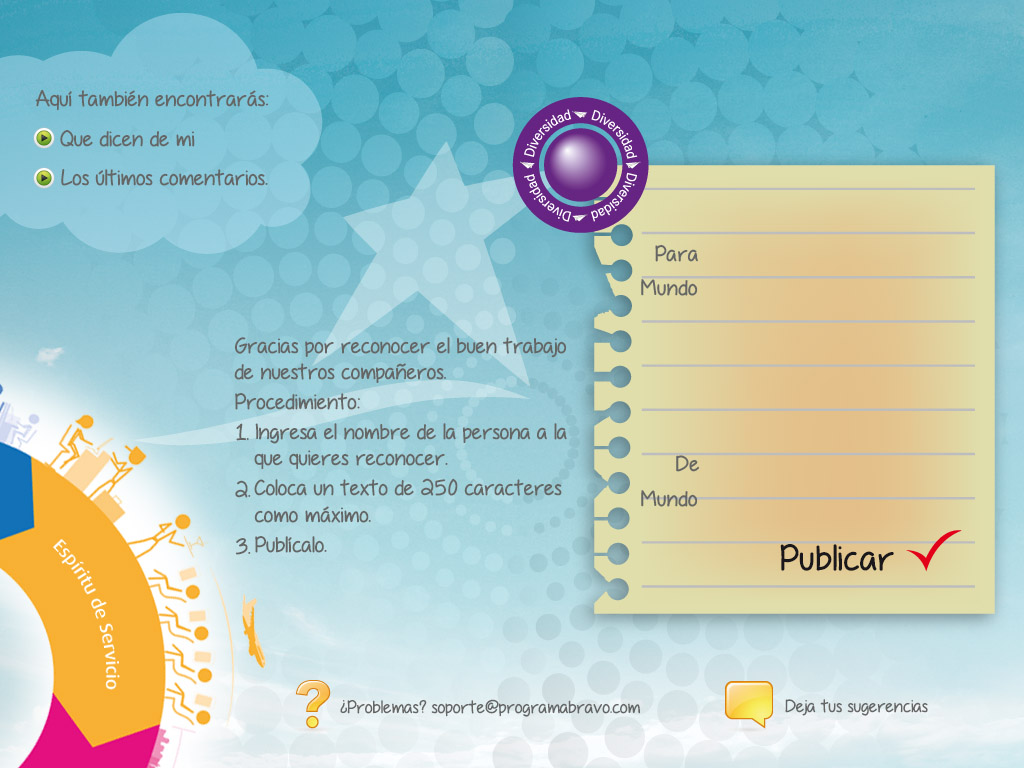 Aquí también encontrarás:
Que dicen de mi
Los últimos comentarios.
Diversidad Diversidad Diversidad Diversidad Diversidad
Para
Mundo
Gracias por reconocer el buen trabajo
de nuestros compañeros.
Procedimiento:
1. Ingresa el nombre de la persona a la
que quieres reconocer.
2. Coloca un texto de 250 caracteres
como máximo.
3. Publícalo.
De
Mundo
Publicar
Espíritu de Servicio
¿Problemas? soporte@programabravo.com
Deja tus sugerencias